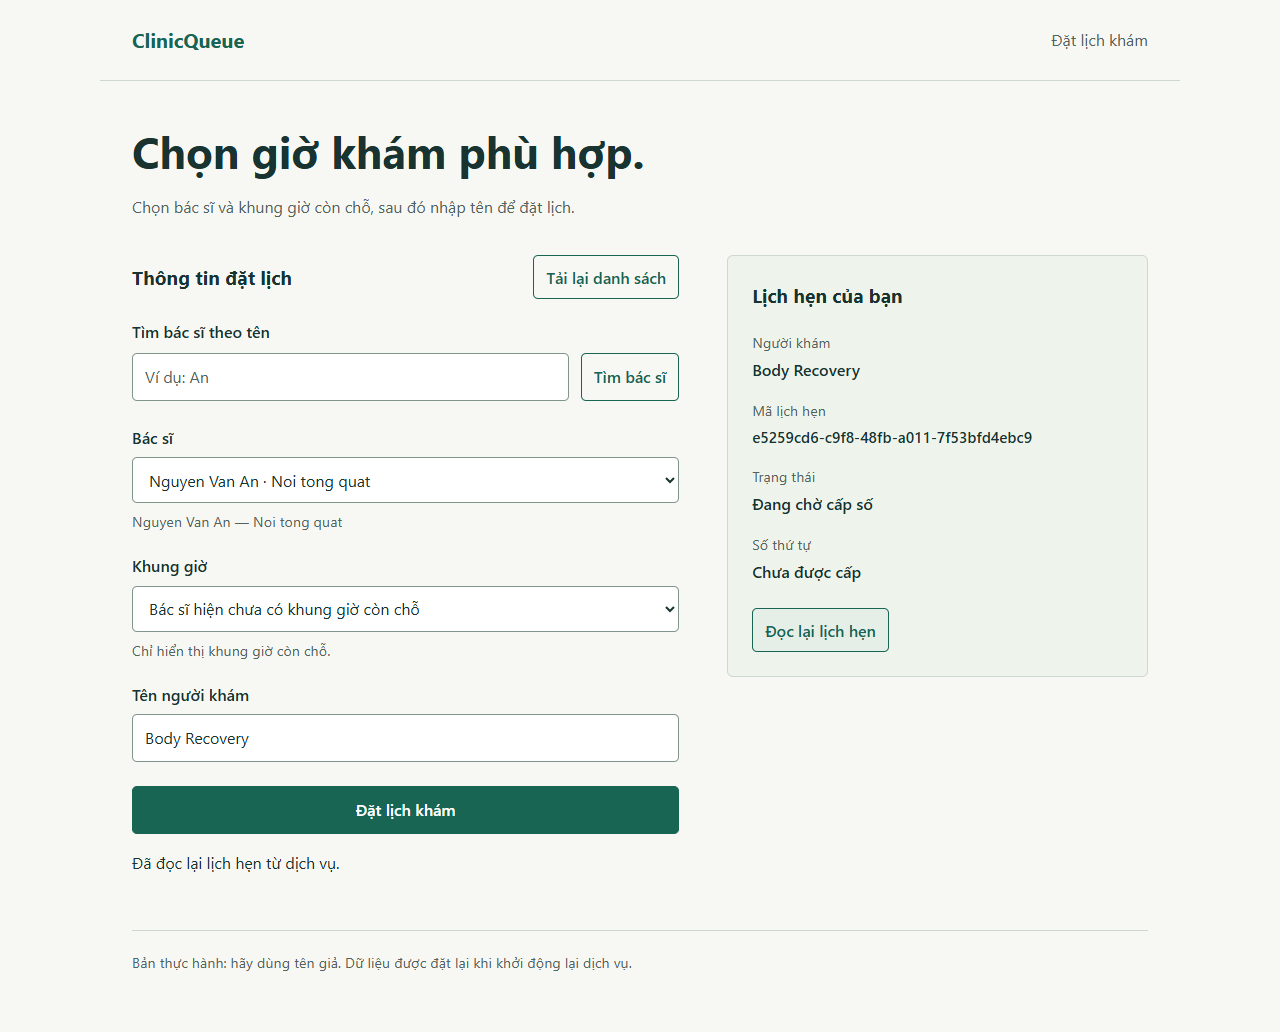 ClinicQueue
Đặt lịch khám
Chọn giờ khám phù hợp.
Chọn bác sĩ và khung giờ còn chỗ, sau đó nhập tên để đặt lịch.
Thông tin đặt lịch
Tải lại danh sách
Tìm bác sĩ theo tên
Ví dụ: An
Tìm bác sĩ
Bác sĩ
Nguyen Van An · Noi tong quat
Nguyen Van An — Noi tong quat
Khung giờ
Bác sĩ hiện chưa có khung giờ còn chỗ
Chỉ hiển thị khung giờ còn chỗ.
Tên người khám
Body Recovery
Đặt lịch khám
Đã đọc lại lịch hẹn từ dịch vụ.
Lịch hẹn của bạn
Người khám
Body Recovery
Mã lịch hẹn
e5259cd6-c9f8-48fb-a011-7f53bfd4ebc9
Trạng thái
Đang chờ cấp số
Số thứ tự
Chưa được cấp
Đọc lại lịch hẹn
Bản thực hành: hãy dùng tên giả. Dữ liệu được đặt lại khi khởi động lại dịch vụ.